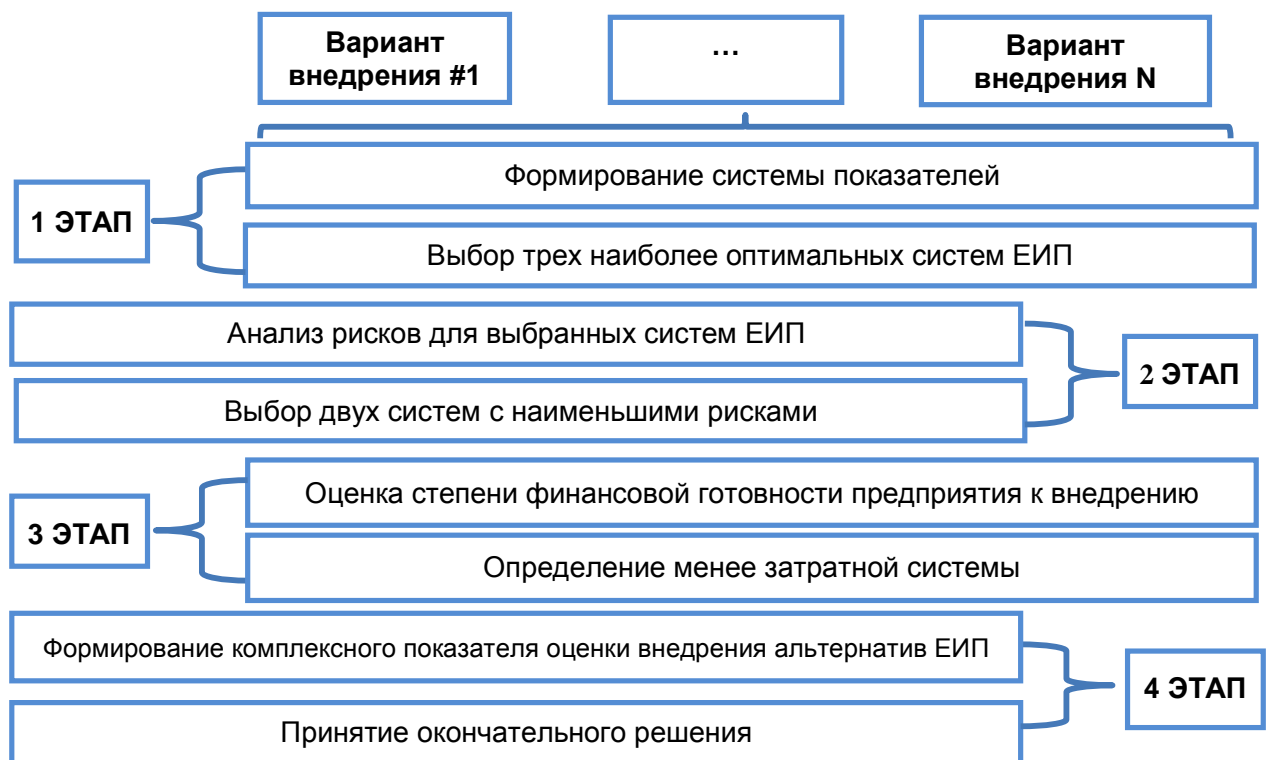 Вариант
внедрения #1
…
Вариант
внедрения N
1 ЭТАП
Формирование системы показателей
Выбор трех наиболее оптимальных систем ЕИП
Анализ рисков для выбранных систем ЕИП
Выбор двух систем с наименьшими рисками
2 ЭТАП
3 ЭТАП
Оценка степени финансовой готовности предприятия к внедрению
Определение менее затратной системы
Формирование комплексного показателя оценки внедрения альтернатив ЕИП
Принятие окончательного решения
4 ЭТАП